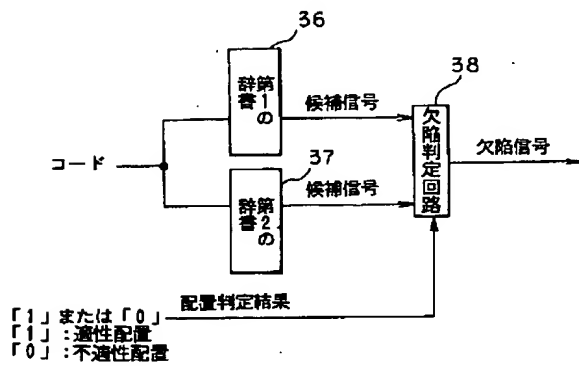 36
第1の辞書
候補信号
38
欠陥判定回路
欠陥信号
コード
37
第2の辞書
候補信号
配置判定結果
「1」または「0」
「1」:適性配置
「0」:不適性配置